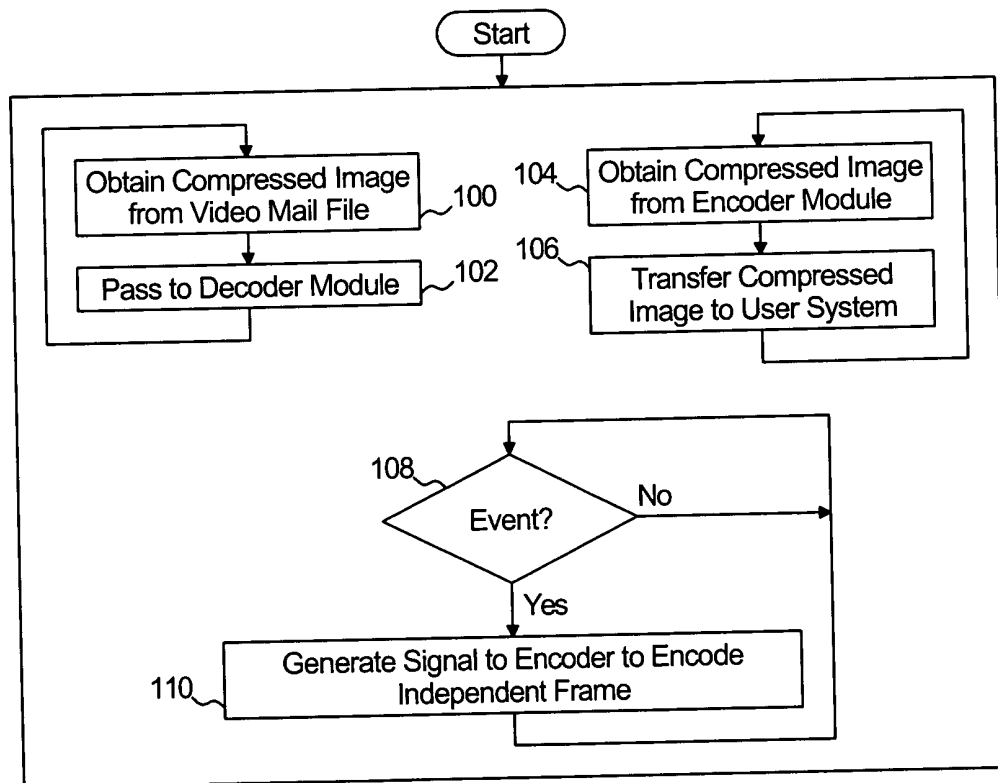 Start
Obtain Compressed Image
from Video Mail File
100
Pass to Decoder Module
102
104
Obtain Compressed Image
from Encoder Module
106
Transfer Compressed
Image to User System
108
Event?
No
Yes
Generate Signal to Encoder to Encode
Independent Frame
110